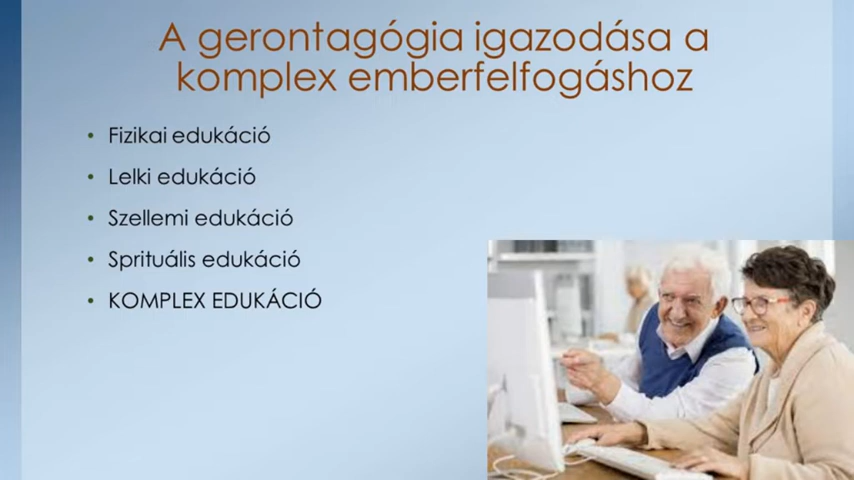 A gerontagógia igazodása a
komplex emberfelfogáshoz
• Fizikai edukáció
• Lelki edukáció
• Szellemi edukáció
• Sprituális edukáció
• KOMPLEX EDUKÁCIÓ